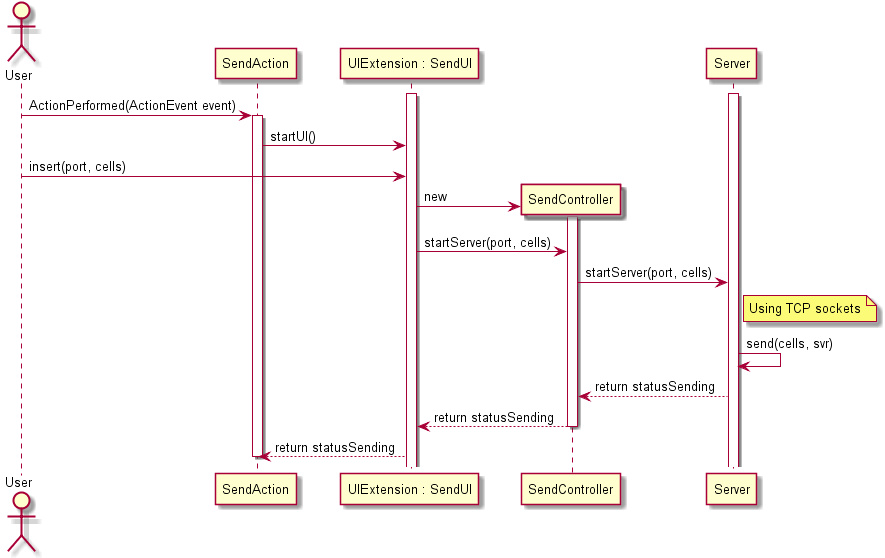 User
SendAction
UIExtension : SendUI
Server
ActionPerformed(ActionEvent event)
startUI()
insert(port, cells)
new
SendController
startServer(port, cells)
startServer(port, cells)
Using TCP sockets
send(cells, svr)
return statusSending
return statusSending
return statusSending
User
SendAction
UIExtension : SendUI
SendController
Server